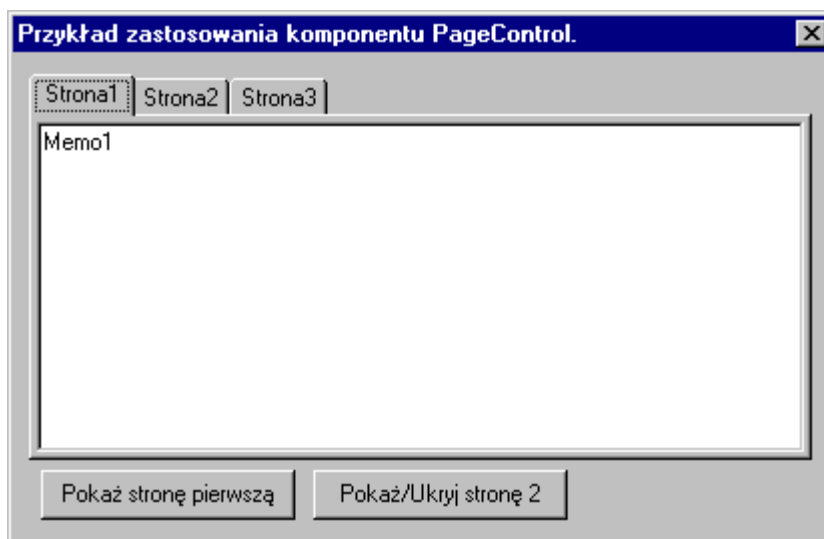 Przykład zastosowania komponentu PageControl.
Strona1 Strona2 Strona3
Memo1
Pokaż stronę pierwszą Pokaż/Ukryj stronę 2